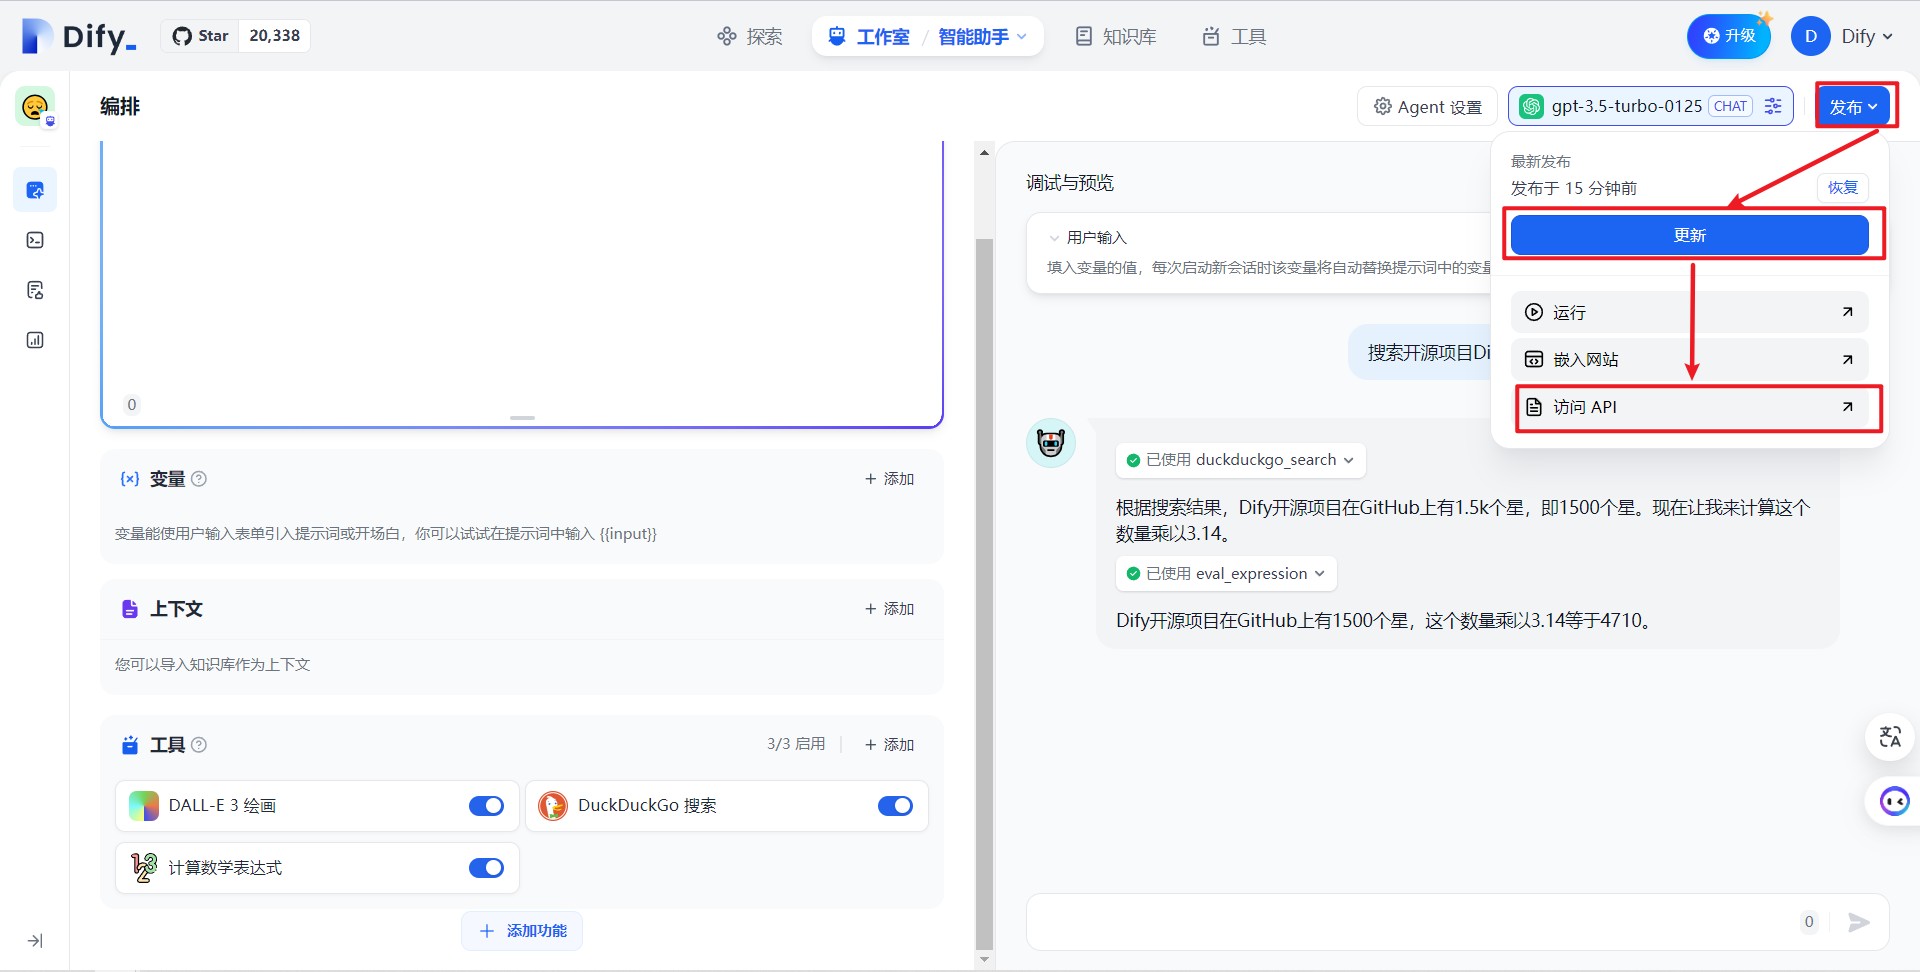 Dify_
Star 20,338
探索
工作室 / 智能助手
知识库
工具
升级
D
Dify
编排
Agent 设置
gpt-3.5-turbo-0125 CHAT
发布
0
变量
+ 添加
变量能使用户输入表单引入提示词或开场白，你可以试试在提示词中输入 {{input}}
上下文
+ 添加
您可以导入知识库作为上下文
工具
3/3 启用
+ 添加
DALL-E 3 绘画
DuckDuckGo 搜索
计算数学表达式
+ 添加功能
调试与预览
用户输入
填入变量的值，每次启动新会话时该变量将自动替换提示词中的变量
搜索开源项目Di
已使用 duckduckgo_search
根据搜索结果，Dify开源项目在GitHub上有1.5k个星，即1500个星。现在让我来计算这个
数量乘以3.14。
已使用 eval_expression
Dify开源项目在GitHub上有1500个星，这个数量乘以3.14等于4710。
0
最新发布
发布于 15 分钟前
恢复
更新
运行
嵌入网站
访问 API